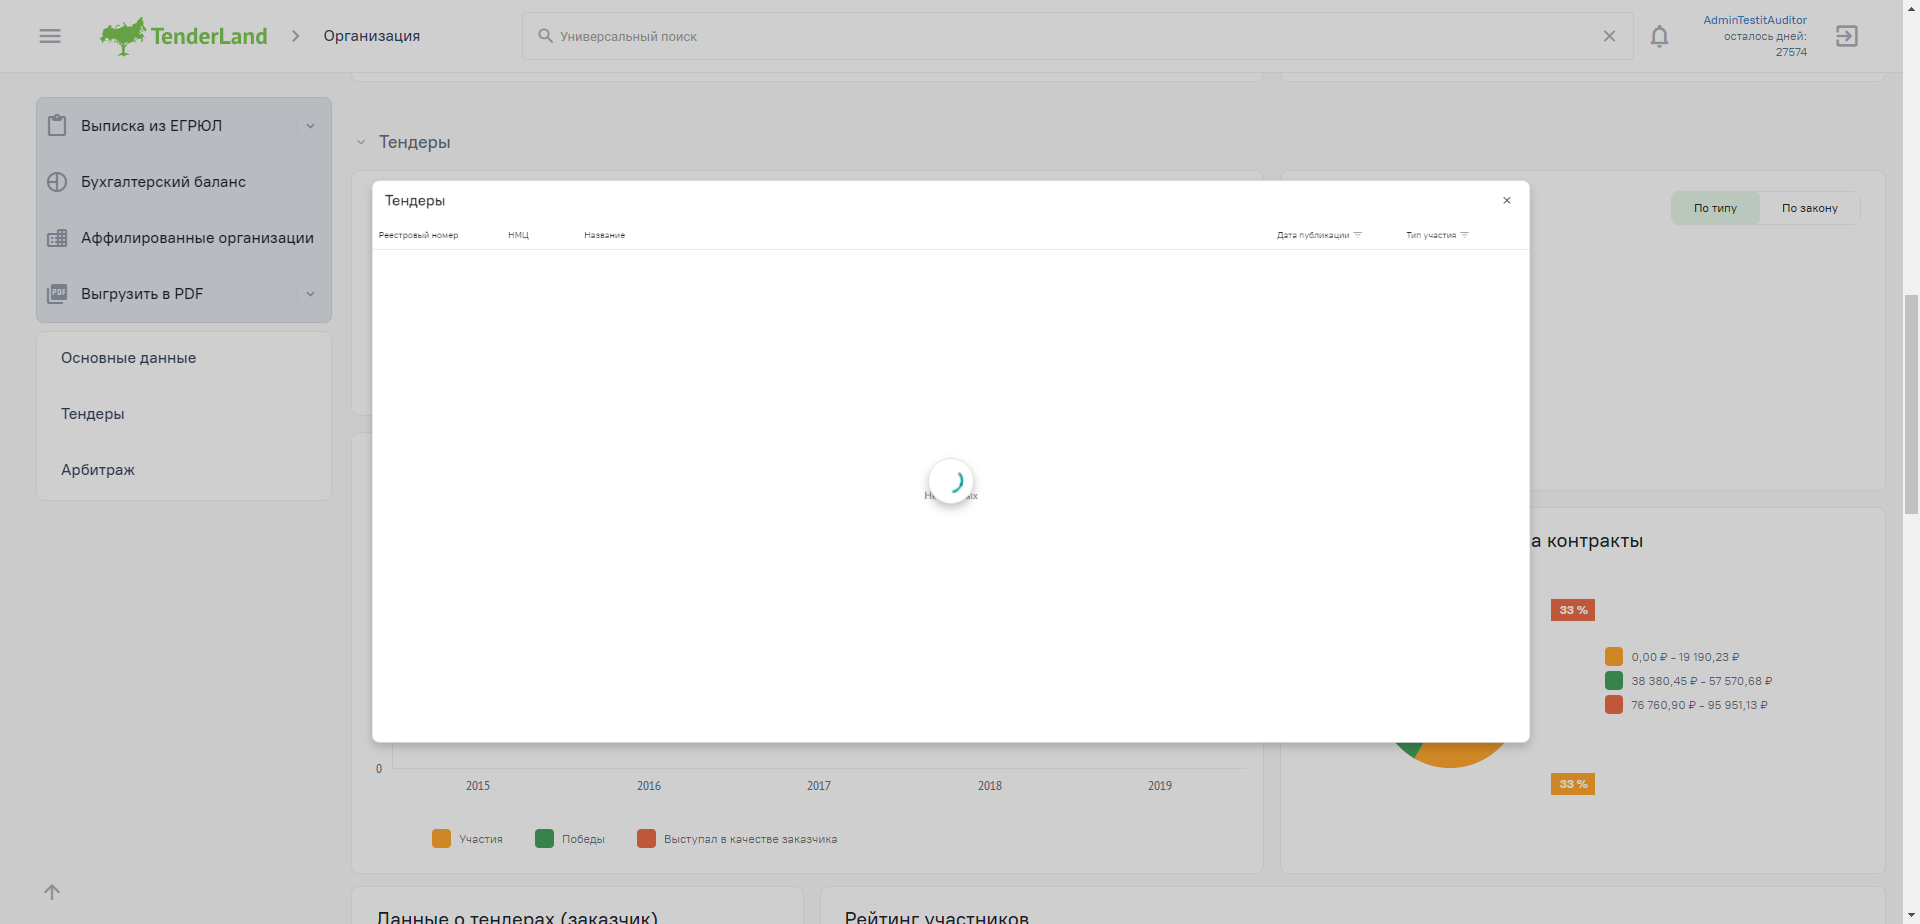 TenderLand
Организация
Универсальный поиск
AdminTestitAuditor
осталось дней:
27574
Выписка из ЕГРЮЛ
Бухгалтерский баланс
Аффилированные организации
PDF
Выгрузить в PDF
Основные данные
Тендеры
Арбитраж
Тендеры
По типу
По закону
Тендеры
Реестровый номер
НМЦ
Название
Дата публикации
Тип участия
а контракты
33 %
0,00 ₽ - 19 190,23 ₽
38 380,45 ₽ - 57 570,68 ₽
76 760,90 ₽ - 95 951,13 ₽
33 %
0
2015
2016
2017
2018
2019
Участия
Победы
Выступал в качестве заказчика
Данные о тендерах (заказчик)
Рейтинг участников